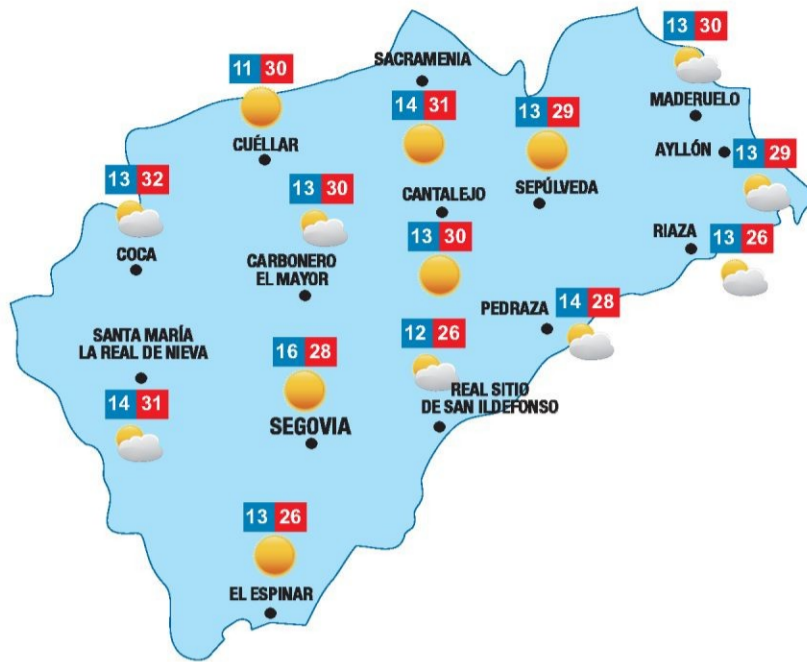 13 30
MADERUELO
SACRAMENIA
11 30
CUÉLLAR
14 31
13 29
SEPÚLVEDA
AYLLÓN
13 29
13 32
COCA
13 30
CARBONERO
EL MAYOR
CANTALEJO
13 30
RIAZA
13 26
PEDRAZA
14 28
SANTA MARÍA
LA REAL DE NIEVA
14 31
16 28
SEGOVIA
12 26
REAL SITIO
DE SAN ILDEFONSO
13 26
EL ESPINAR